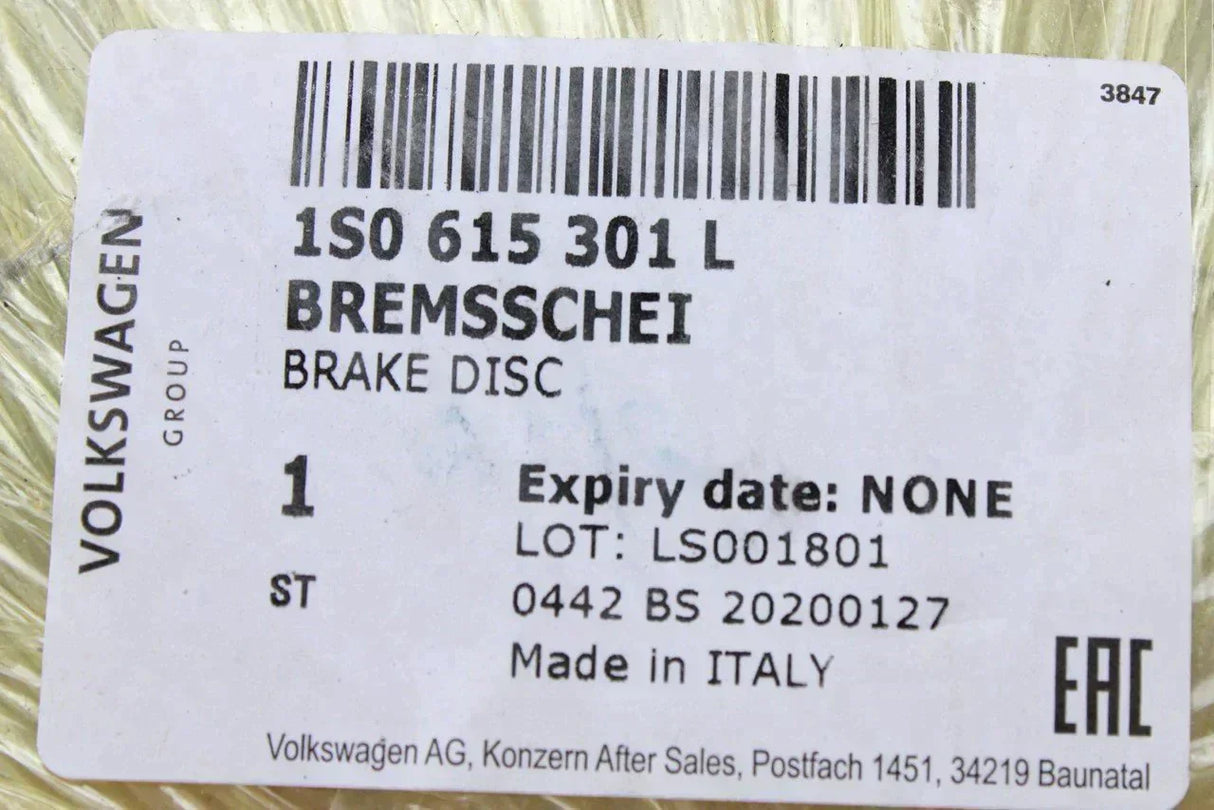 3847
1S0 615 301 L
BREMSSCHEI
BRAKE DISC
VOLKSWAGEN
GROUP
1
Expiry date: NONE
LOT: LS001801
ST
0442 BS 20200127
Made in ITALY
EAC
Volkswagen AG, Konzern After Sales, Postfach 1451, 34219 Baunatal